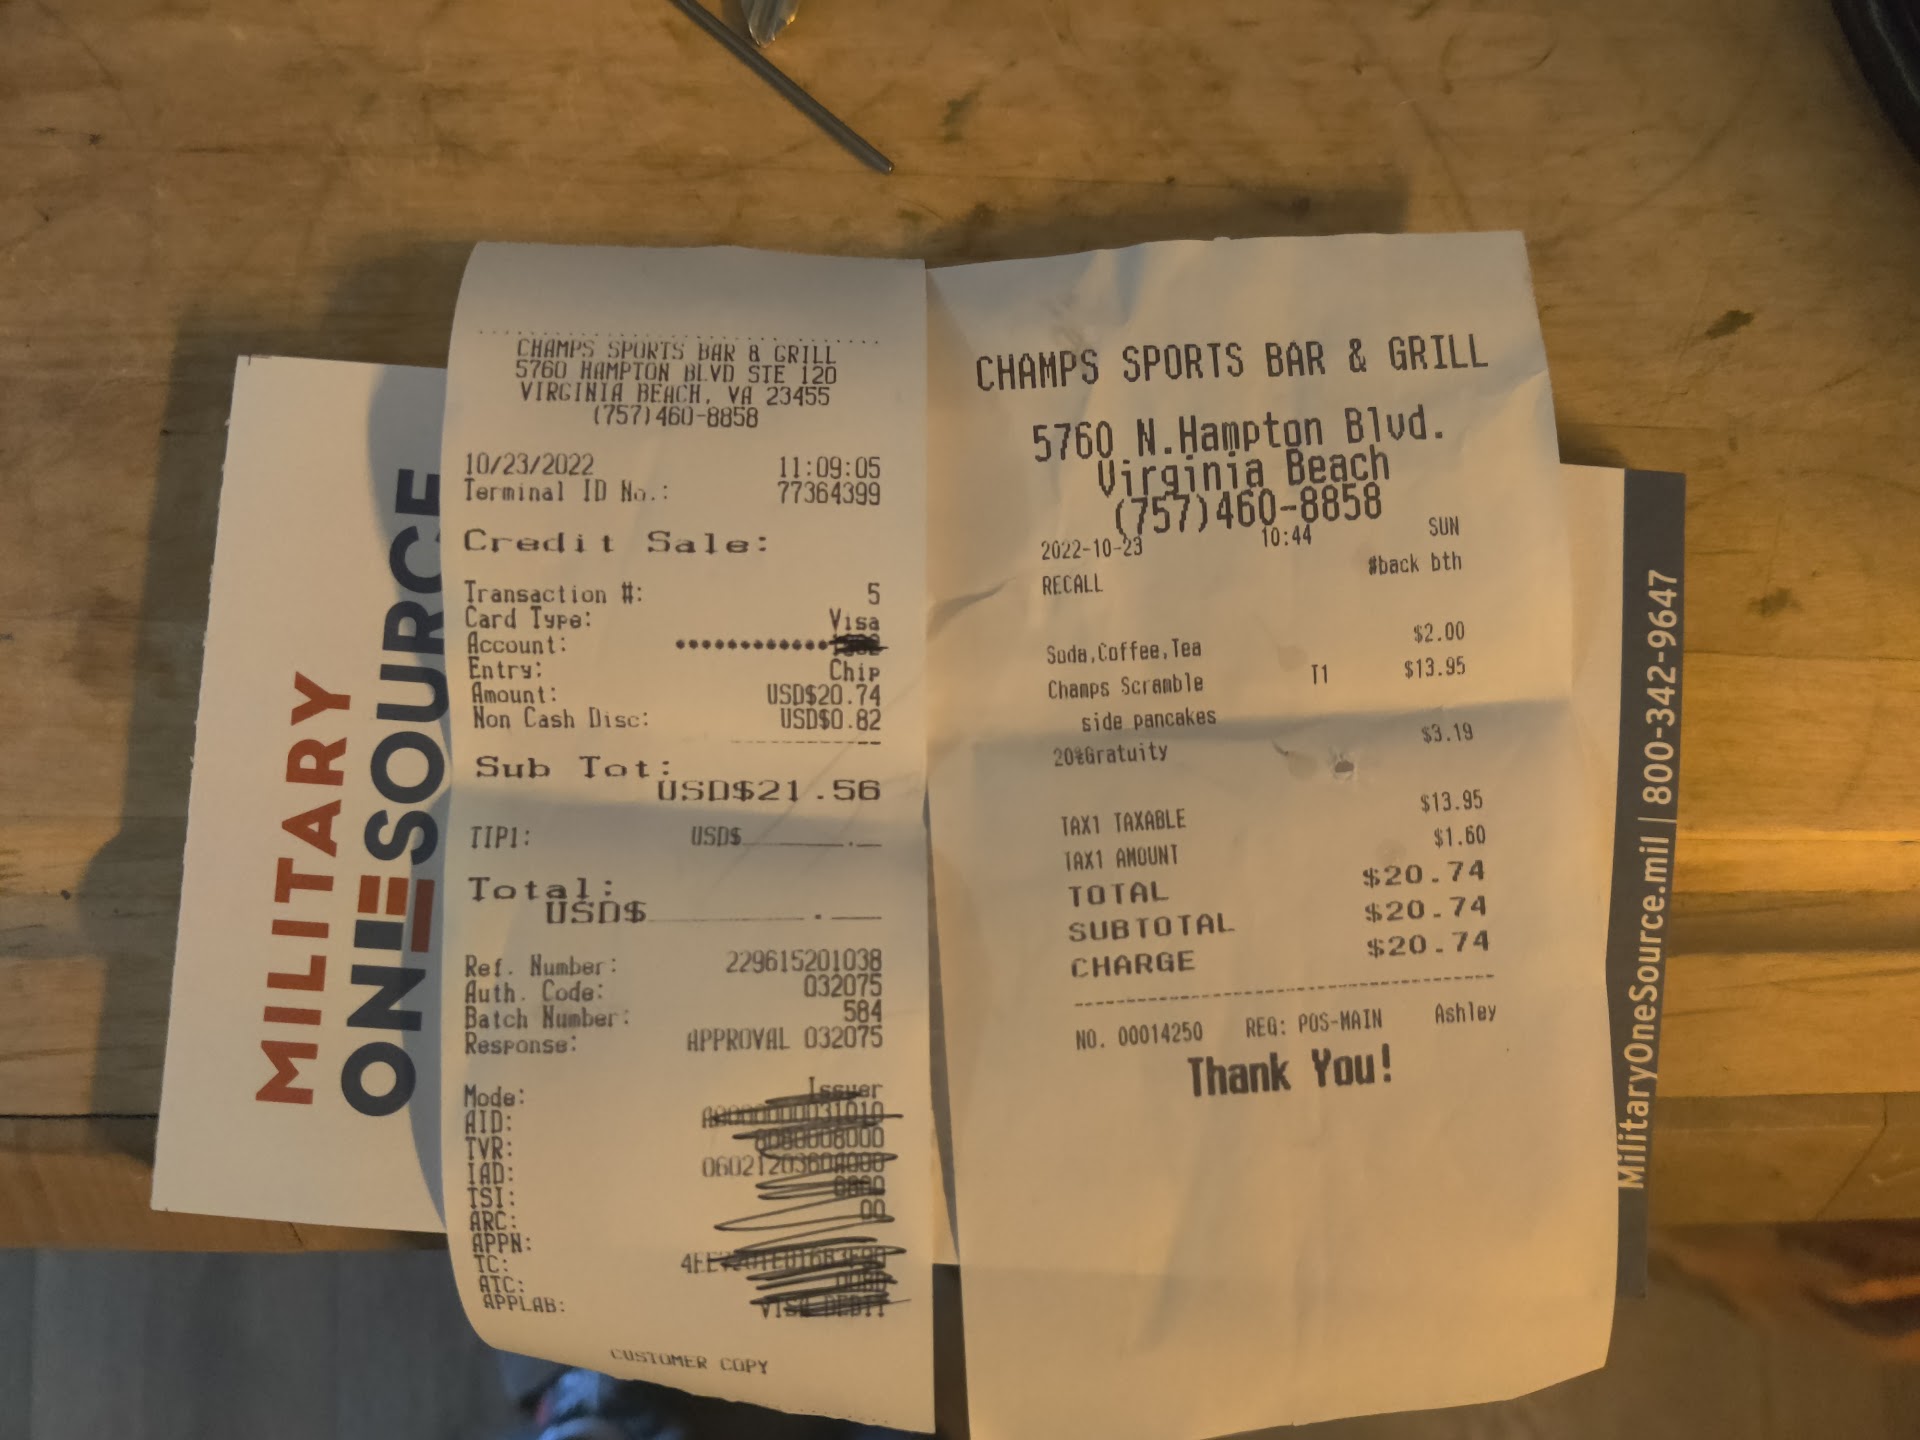 MILITARY
ONESOURCE
CHAMPS SPORTS BAR & GRILL
5760 HAMPTON BLVD STE 120
VIRGINIA BEACH, VA 23455
(757)460-8858
10/23/2022 11:09:05
Terminal ID No.: 77364399
Credit Sale:
Transaction #: 5
Card Type: Visa
Account:
Entry: Chip
Amount: USD$20.74
Non Cash Disc: USD$0.82
Sub Tot:
USD$21.56
TIP1: USD$
Total:
USD$
Ref. Number: 229615201038
Auth. Code: 032075
Batch Number: 584
Response: APPROVAL 032075
Mode: Issuer
AID:
TVR:
IAD:
TSI:
ARC: 00
APPN:
TC:
ATC:
APPLAB: VISA DEBIT
CUSTOMER COPY
CHAMPS SPORTS BAR & GRILL
5760 N.Hampton Blvd.
Virginia Beach
(757)460-8858
2022-10-23 10:44 SUN
RECALL #back bth
Soda,Coffee,Tea $2.00
Champs Scramble T1 $13.95
side pancakes
20%Gratuity $3.19
TAX1 TAXABLE $13.95
TAX1 AMOUNT $1.60
TOTAL $20.74
SUBTOTAL $20.74
CHARGE $20.74
NO. 00014250 REG: POS-MAIN Ashley
Thank You!
MilitaryOneSource.mil | 800-342-9647